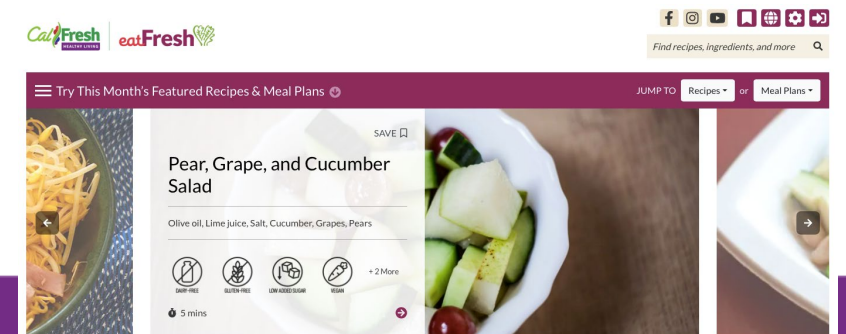 CalFresh
HEALTHY LIVING
eatFresh
Find recipes, ingredients, and more
Try This Month's Featured Recipes & Meal Plans
JUMP TO Recipes or Meal Plans
SAVE
Pear, Grape, and Cucumber
Salad
Olive oil, Lime juice, Salt, Cucumber, Grapes, Pears
DAIRY-FREE GLUTEN-FREE LOW ADDED SUGAR VEGAN + 2 More
5 mins